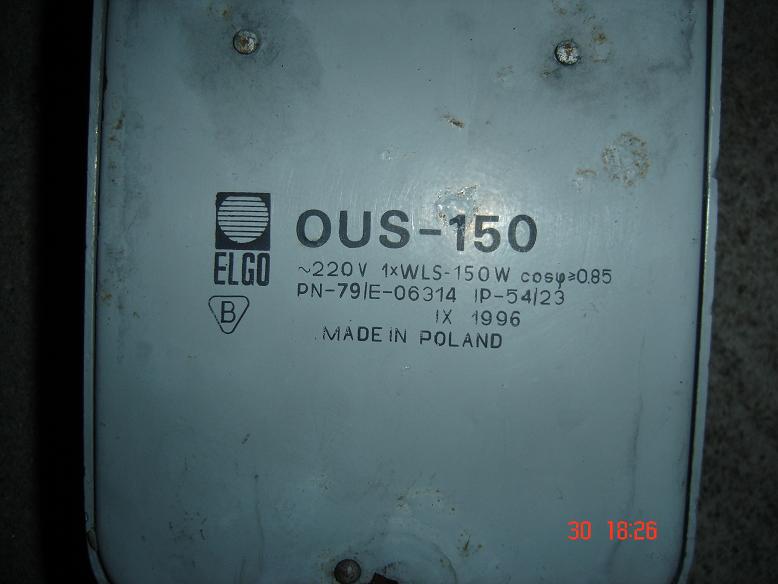 OUS-150
ELGO
~220V 1xWLS-150W cosφ≥0.85
PN-79/E-06314 IP-54/23
B
IX 1996
MADE IN POLAND
30 18:26